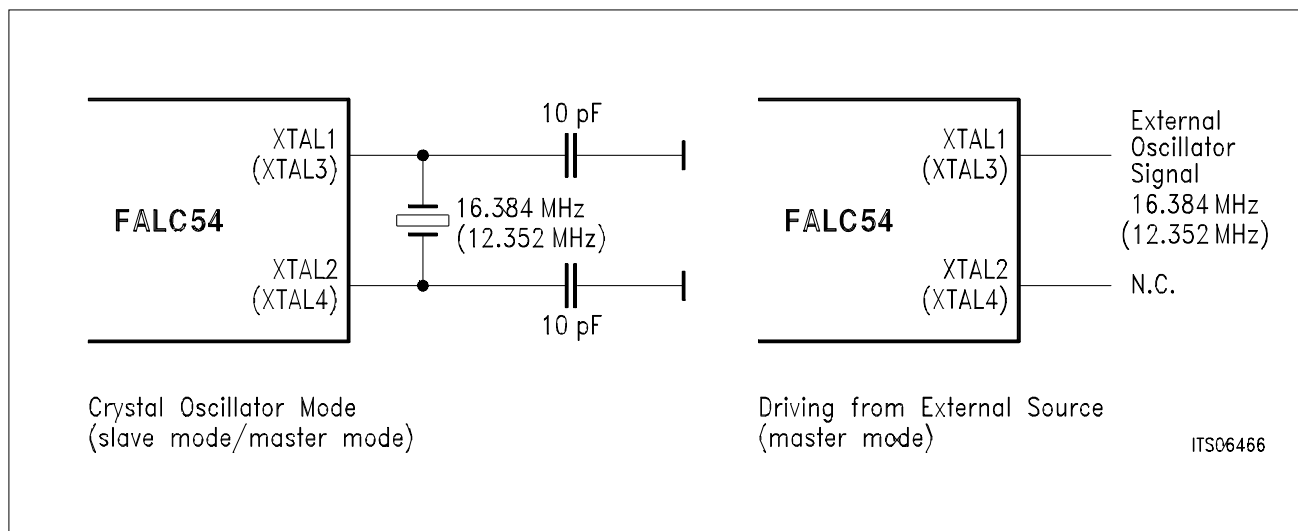 10 pF
XTAL1
(XTAL3)
FALC54
16.384 MHz
(12.352 MHz)
XTAL2
(XTAL4)
10 pF
Crystal Oscillator Mode
(slave mode/master mode)
XTAL1
(XTAL3)
FALC54
XTAL2
(XTAL4)
External
Oscillator
Signal
16.384 MHz
(12.352 MHz)
N.C.
Driving from External Source
(master mode)
ITS06466